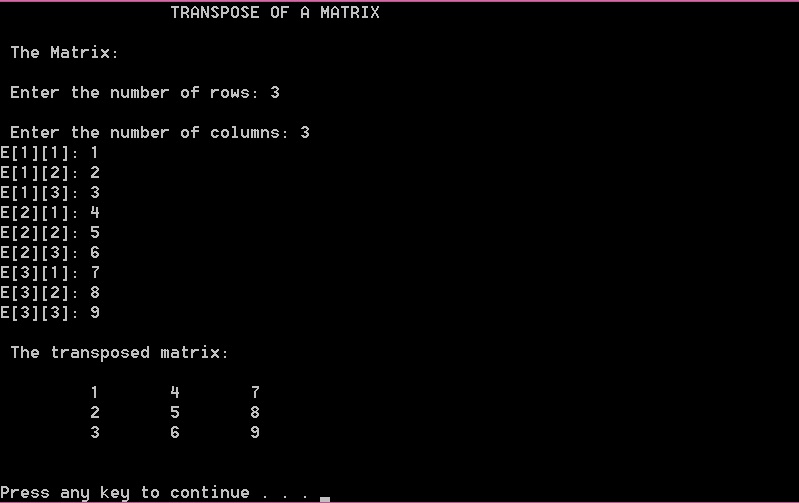 TRANSPOSE OF A MATRIX
The Matrix:
Enter the number of rows: 3
Enter the number of columns: 3
E[1][1]: 1
E[1][2]: 2
E[1][3]: 3
E[2][1]: 4
E[2][2]: 5
E[2][3]: 6
E[3][1]: 7
E[3][2]: 8
E[3][3]: 9
The transposed matrix:
1 4 7
2 5 8
3 6 9
Press any key to continue . . .